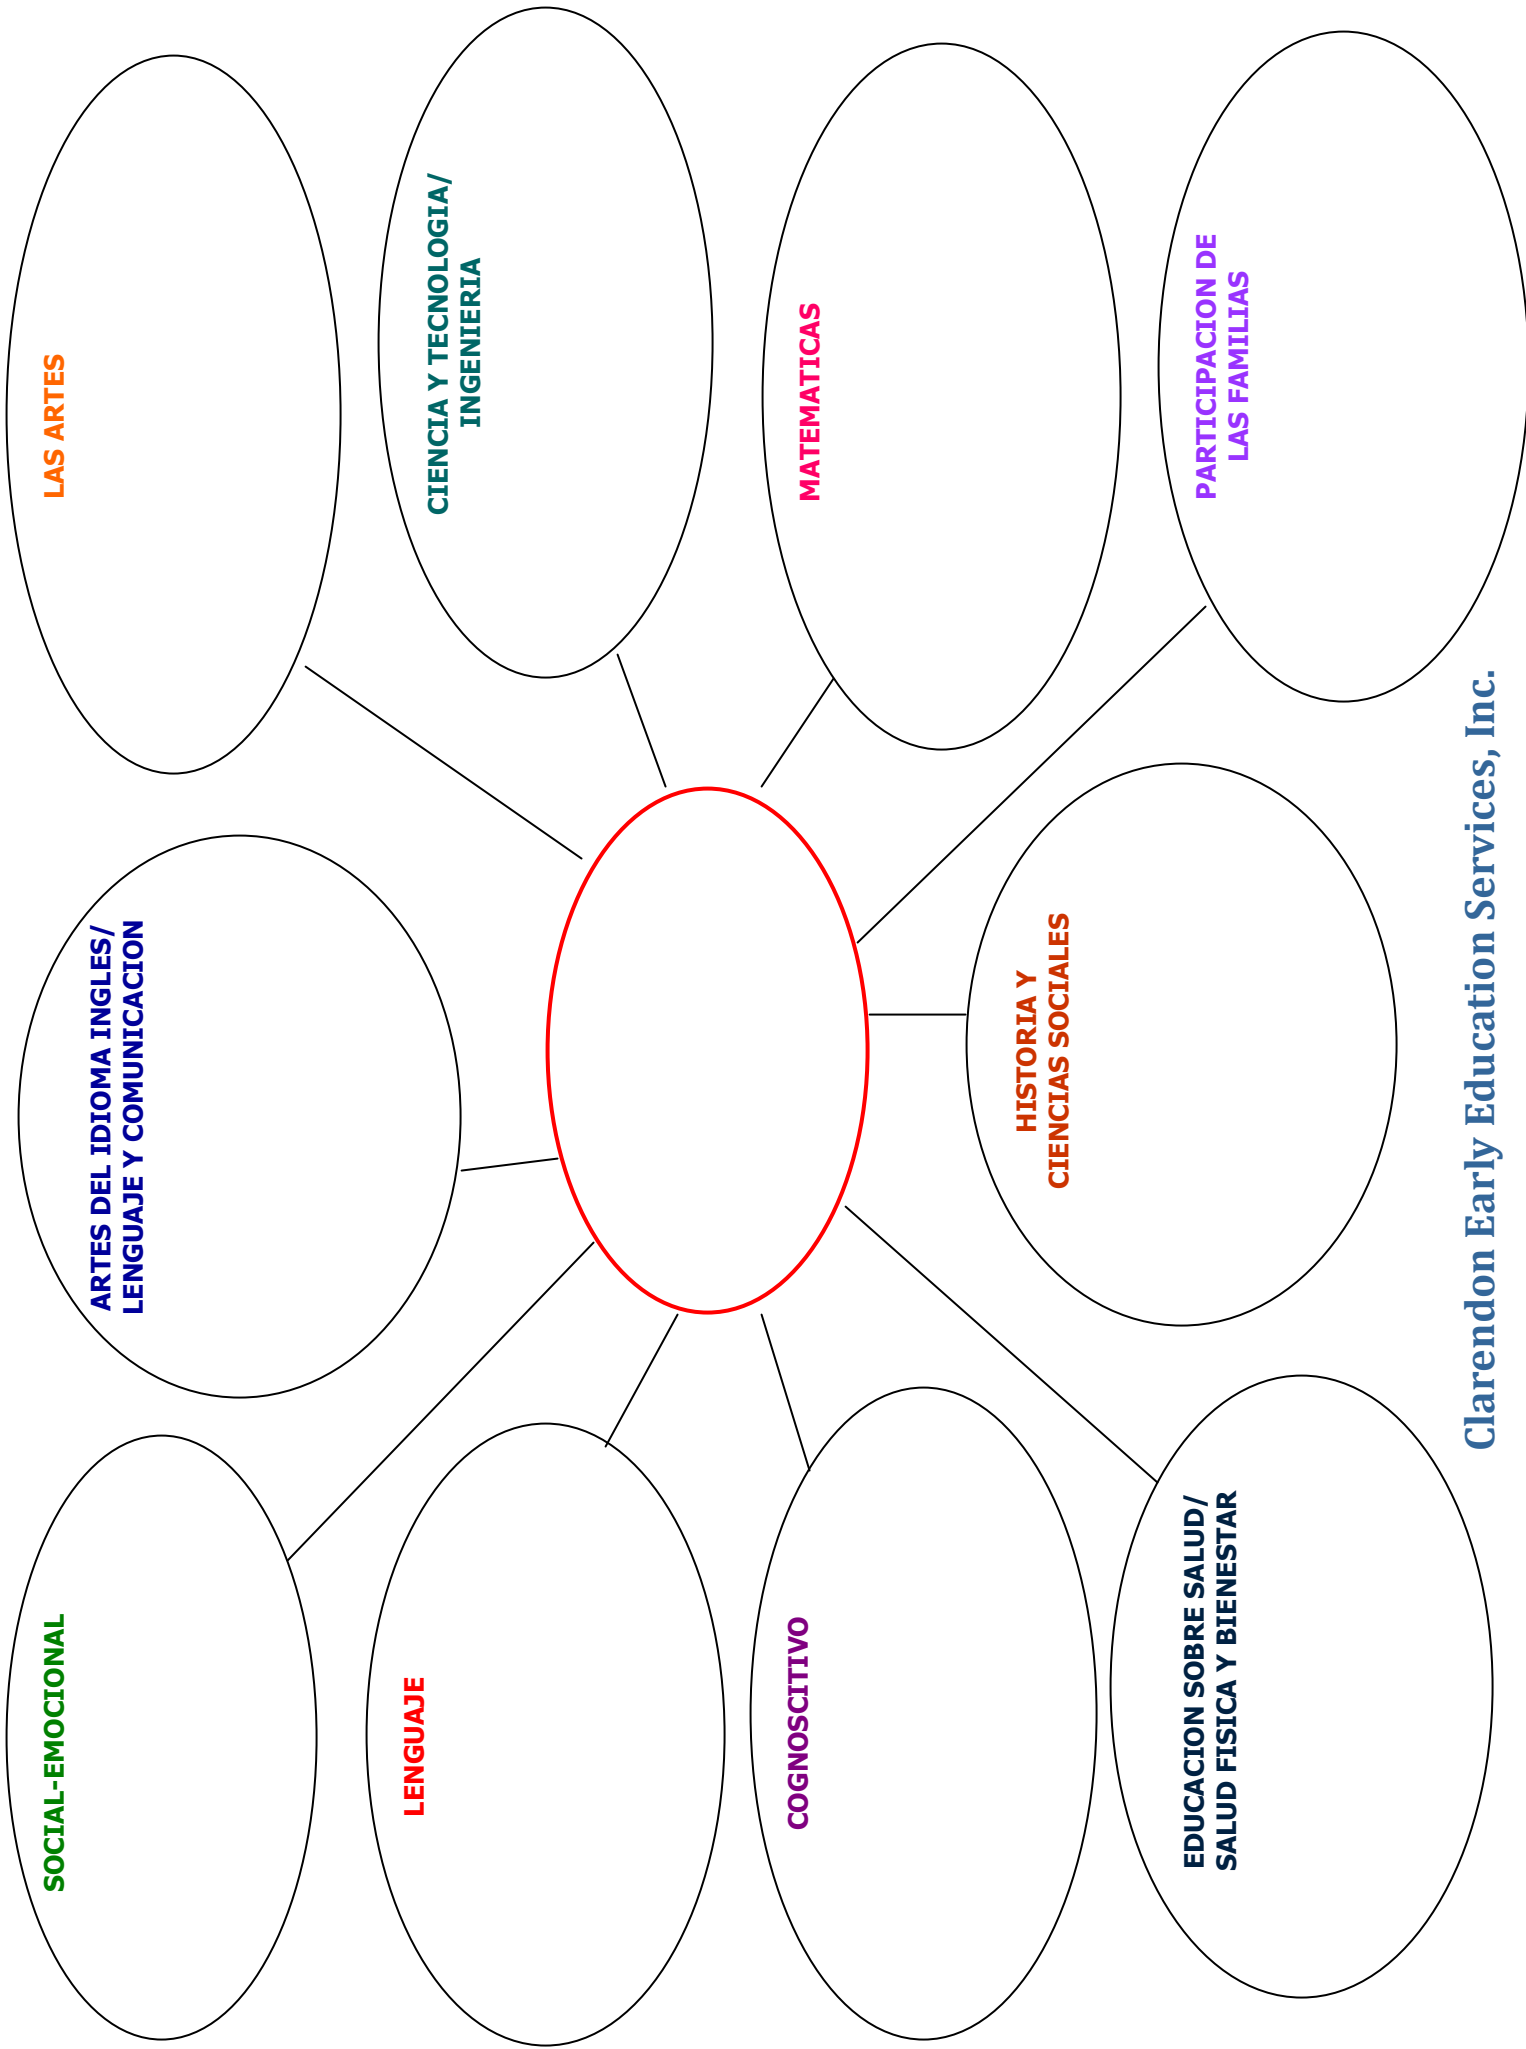 SOCIAL-EMOCIONAL
ARTES DEL IDIOMA INGLES/
LENGUAJE Y COMUNICACION
LAS ARTES
LENGUAJE
CIENCIA Y TECNOLOGIA/
INGENIERIA
COGNOSCITIVO
MATEMATICAS
HISTORIA Y
CIENCIAS SOCIALES
EDUCACION SOBRE SALUD/
SALUD FISICA Y BIENESTAR
PARTICIPACION DE
LAS FAMILIAS
Clarendon Early Education Services, Inc.